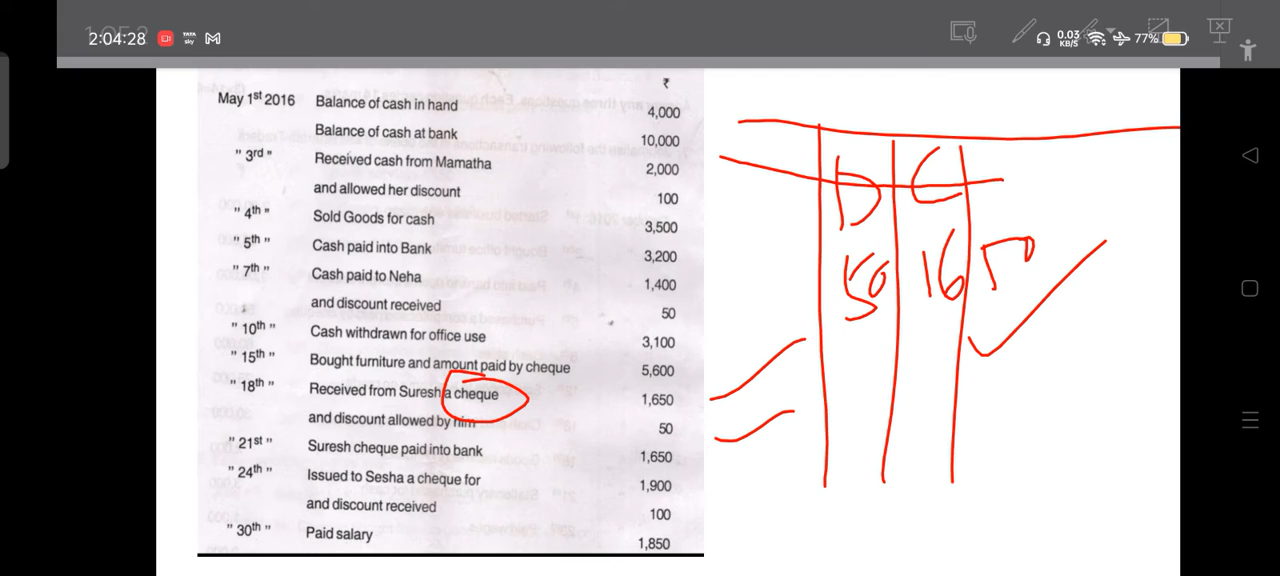 2:04:28 TATA sky 0.03 KB/S 77%
₹
May 1st 2016 Balance of cash in hand 4,000
Balance of cash at bank 10,000
" 3rd " Received cash from Mamatha 2,000
and allowed her discount 100
" 4th " Sold Goods for cash 3,500
" 5th " Cash paid into Bank 3,200
" 7th " Cash paid to Neha 1,400
and discount received 50
" 10th " Cash withdrawn for office use 3,100
" 15th " Bought furniture and amount paid by cheque 5,600
" 18th " Received from Suresh a cheque 1,650
and discount allowed by him 50
" 21st " Suresh cheque paid into bank 1,650
" 24th " Issued to Sesha a cheque for 1,900
and discount received 100
" 30th " Paid salary 1,850
D C
50 1650